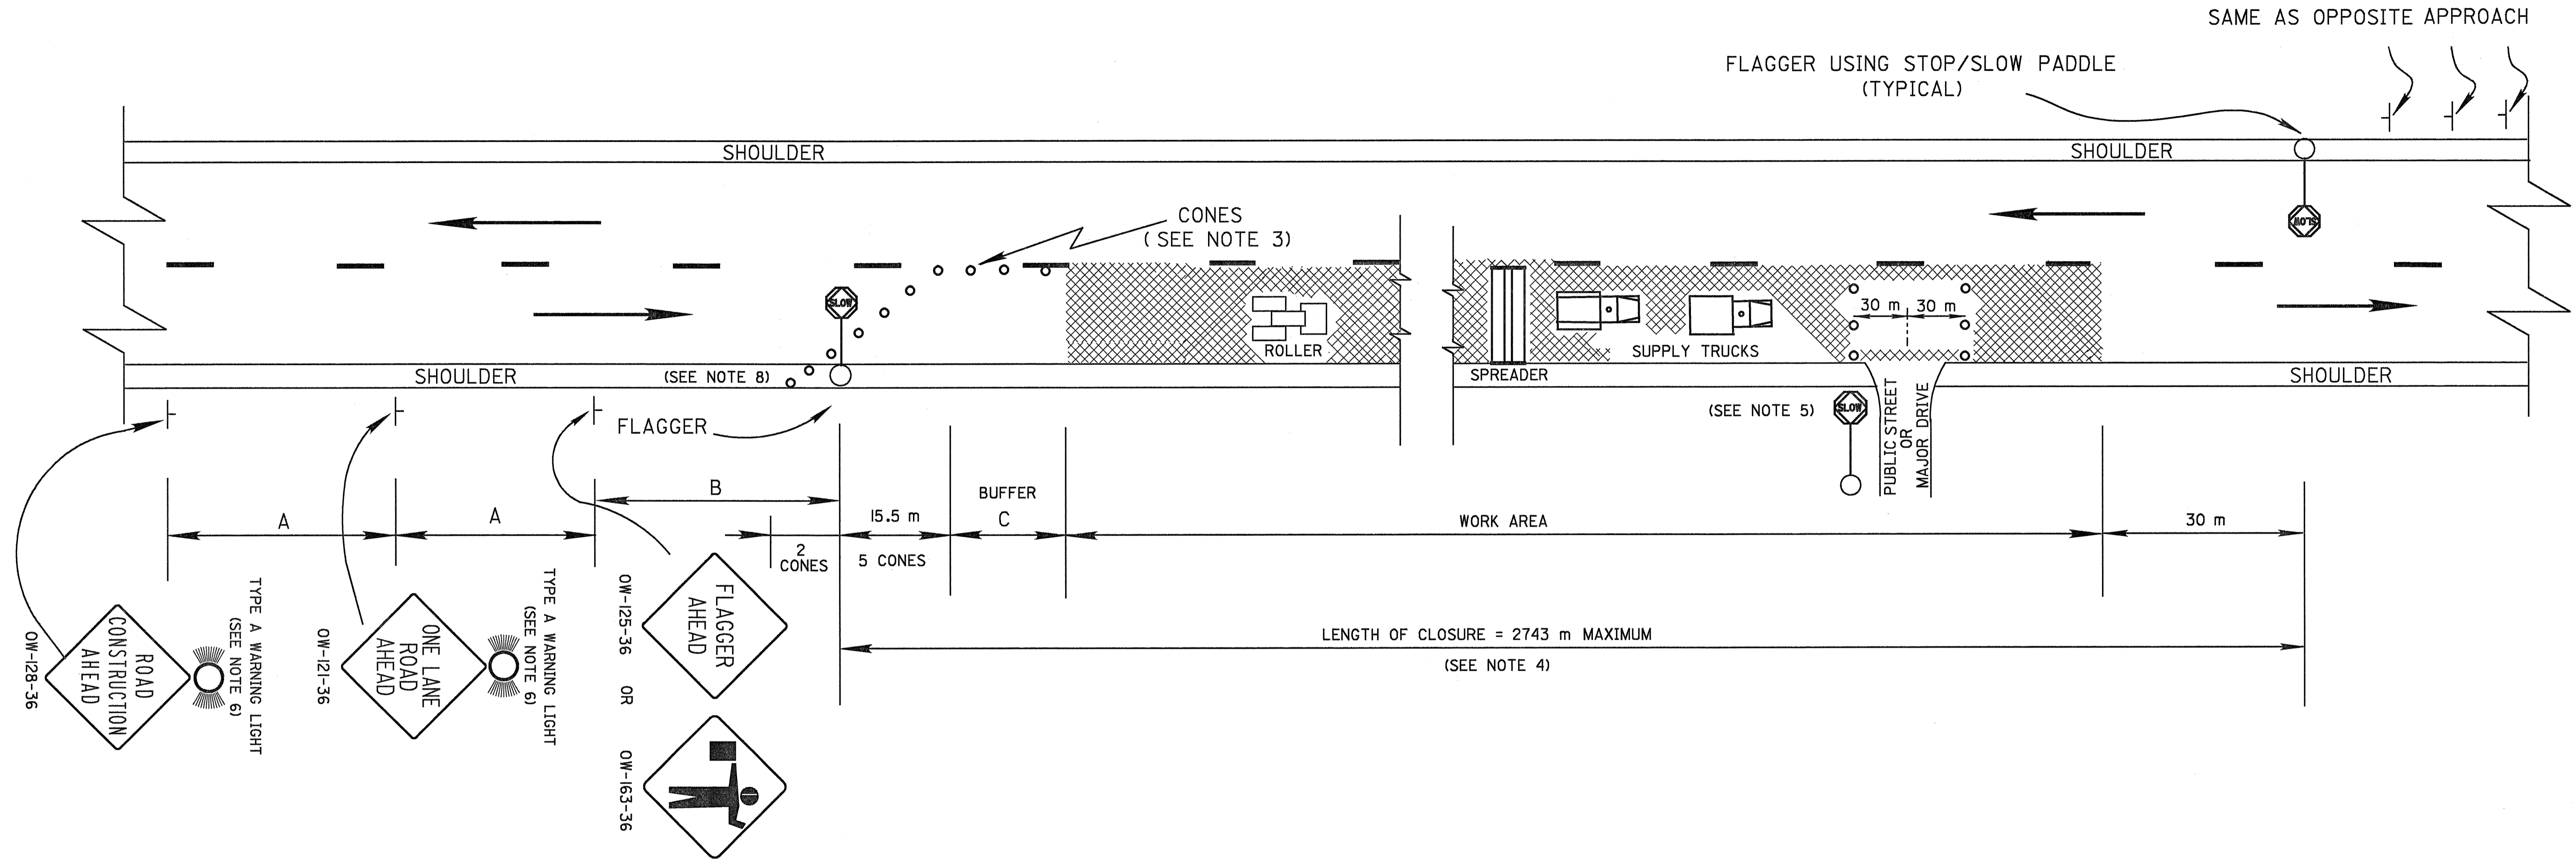 SAME AS OPPOSITE APPROACH
FLAGGER USING STOP/SLOW PADDLE
(TYPICAL)
SHOULDER
SHOULDER
SLOW
CONES
( SEE NOTE 3)
SLOW
30 m
30 m
ROLLER
SUPPLY TRUCKS
SHOULDER
(SEE NOTE 8)
SPREADER
SHOULDER
FLAGGER
(SEE NOTE 5)
SLOW
PUBLIC STREET
OR
MAJOR DRIVE
A
A
B
BUFFER
C
15.5 m
2
CONES
5 CONES
WORK AREA
30 m
LENGTH OF CLOSURE = 2743 m MAXIMUM
(SEE NOTE 4)
ROAD
CONSTRUCTION
AHEAD
OW-128-36
TYPE A WARNING LIGHT
(SEE NOTE 6)
ONE LANE
ROAD
AHEAD
OW-121-36
TYPE A WARNING LIGHT
(SEE NOTE 6)
FLAGGER
AHEAD
OW-125-36
OR
OW-163-36